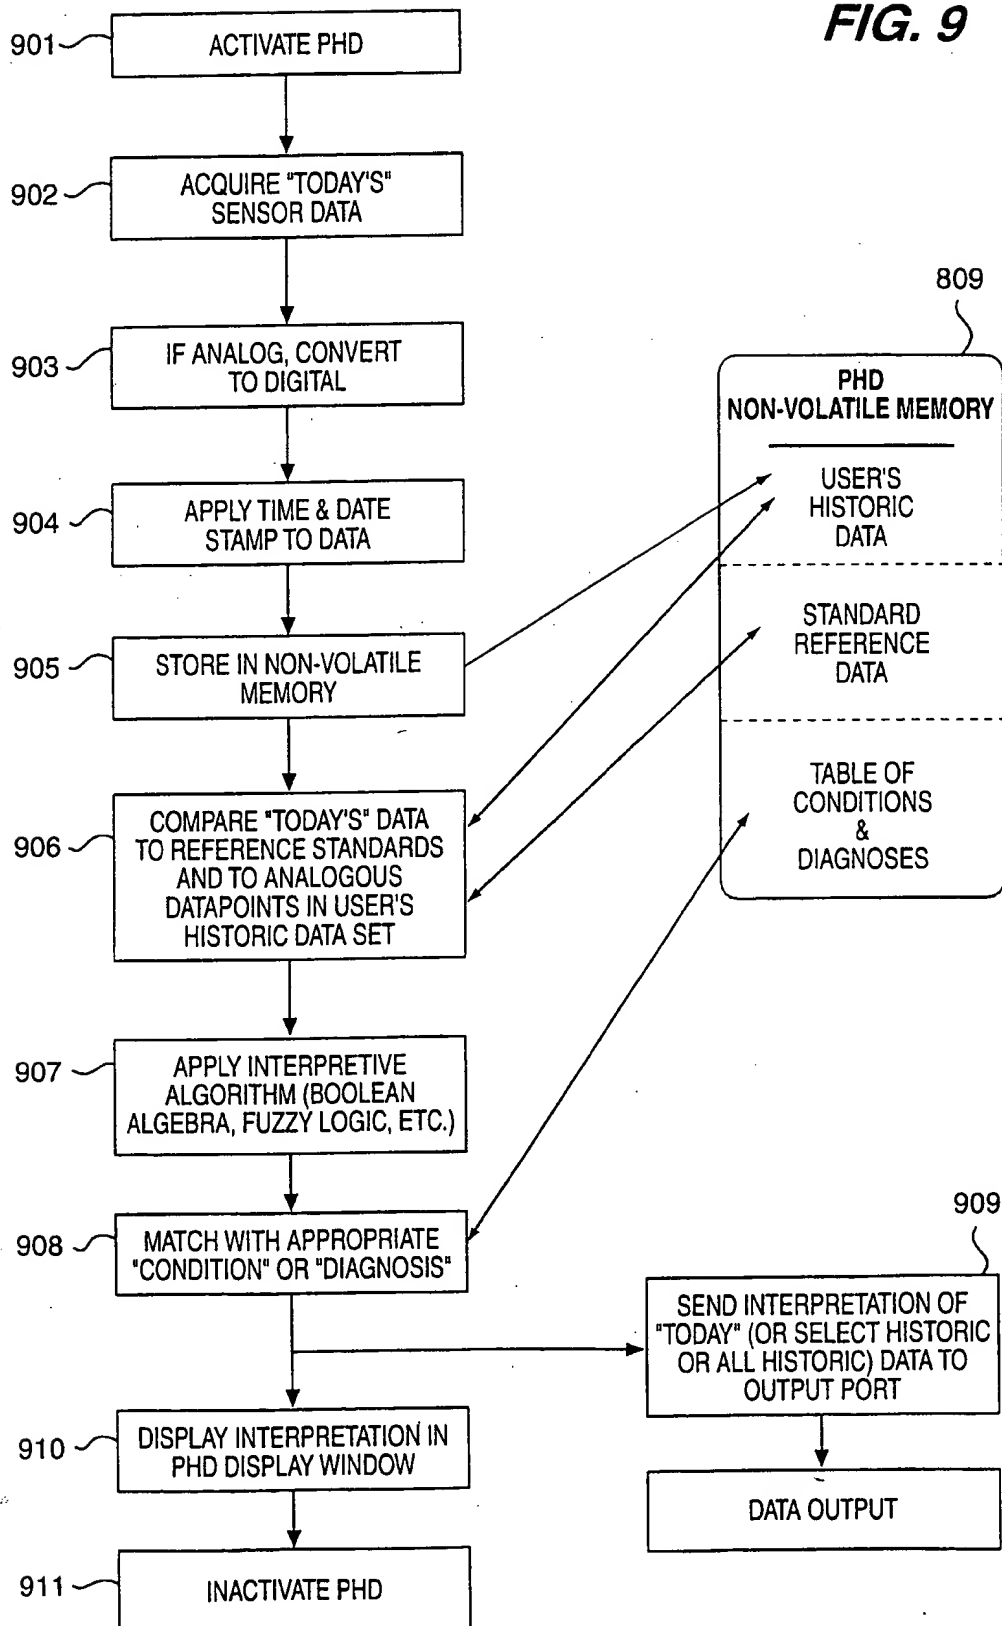 FIG. 9
901
ACTIVATE PHD
902
ACQUIRE "TODAY'S"
SENSOR DATA
903
IF ANALOG, CONVERT
TO DIGITAL
904
APPLY TIME & DATE
STAMP TO DATA
905
STORE IN NON-VOLATILE
MEMORY
906
COMPARE "TODAY'S" DATA
TO REFERENCE STANDARDS
AND TO ANALOGOUS
DATAPOINTS IN USER'S
HISTORIC DATA SET
907
APPLY INTERPRETIVE
ALGORITHM (BOOLEAN
ALGEBRA, FUZZY LOGIC, ETC.)
908
MATCH WITH APPROPRIATE
"CONDITION" OR "DIAGNOSIS"
910
DISPLAY INTERPRETATION IN
PHD DISPLAY WINDOW
911
INACTIVATE PHD
809
PHD
NON-VOLATILE MEMORY
USER'S
HISTORIC
DATA
STANDARD
REFERENCE
DATA
TABLE OF
CONDITIONS
&
DIAGNOSES
909
SEND INTERPRETATION OF
"TODAY" (OR SELECT HISTORIC
OR ALL HISTORIC) DATA TO
OUTPUT PORT
DATA OUTPUT